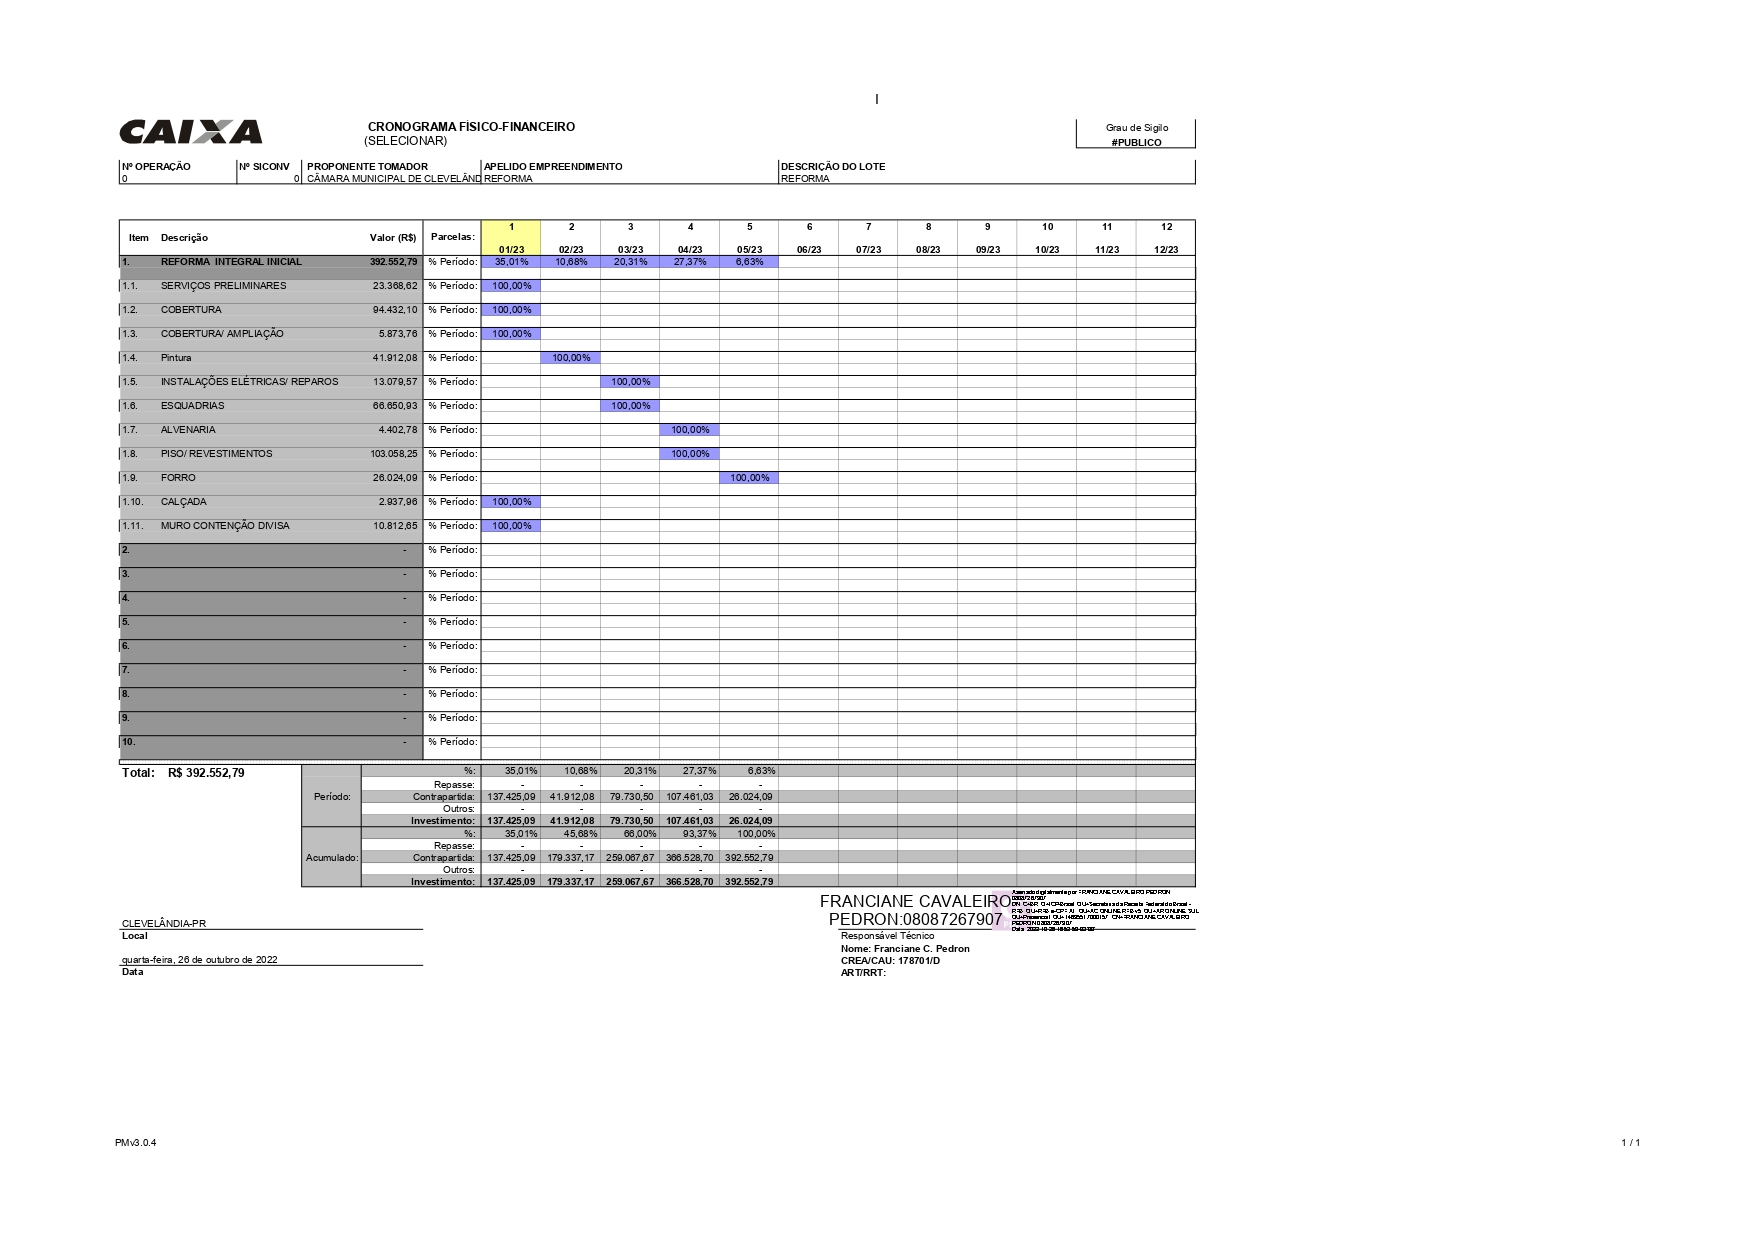 CAIXA
CRONOGRAMA FÍSICO-FINANCEIRO
(SELECIONAR)
Grau de Sigilo
#PUBLICO
Nº OPERAÇÃO Nº SICONV PROPONENTE TOMADOR APELIDO EMPREENDIMENTO DESCRIÇÃO DO LOTE
0 0 CÂMARA MUNICIPAL DE CLEVELÂND REFORMA REFORMA
1 2 3 4 5 6 7 8 9 10 11 12
Item Descrição Valor (R$) Parcelas:
01/23 02/23 03/23 04/23 05/23 06/23 07/23 08/23 09/23 10/23 11/23 12/23
1. REFORMA INTEGRAL INICIAL 392.552,79 % Período: 35,01% 10,68% 20,31% 27,37% 6,63%
1.1. SERVIÇOS PRELIMINARES 23.368,62 % Período: 100,00%
1.2. COBERTURA 94.432,10 % Período: 100,00%
1.3. COBERTURA/ AMPLIAÇÃO 5.873,76 % Período: 100,00%
1.4. Pintura 41.912,08 % Período: 100,00%
1.5. INSTALAÇÕES ELÉTRICAS/ REPAROS 13.079,57 % Período: 100,00%
1.6. ESQUADRIAS 66.650,93 % Período: 100,00%
1.7. ALVENARIA 4.402,78 % Período: 100,00%
1.8. PISO/ REVESTIMENTOS 103.058,25 % Período: 100,00%
1.9. FORRO 26.024,09 % Período: 100,00%
1.10. CALÇADA 2.937,96 % Período: 100,00%
1.11. MURO CONTENÇÃO DIVISA 10.812,65 % Período: 100,00%
2. - % Período:
3. - % Período:
4. - % Período:
5. - % Período:
6. - % Período:
7. - % Período:
8. - % Período:
9. - % Período:
10. - % Período:
Total: R$ 392.552,79 %: 35,01% 10,68% 20,31% 27,37% 6,63%
Repasse: - - - - -
Período: Contrapartida: 137.425,09 41.912,08 79.730,50 107.461,03 26.024,09
Outros: - - - - -
Investimento: 137.425,09 41.912,08 79.730,50 107.461,03 26.024,09
%: 35,01% 45,68% 66,00% 93,37% 100,00%
Repasse: - - - - -
Acumulado: Contrapartida: 137.425,09 179.337,17 259.067,67 366.528,70 392.552,79
Outros: - - - - -
Investimento: 137.425,09 179.337,17 259.067,67 366.528,70 392.552,79
FRANCIANE CAVALEIRO
PEDRON:08087267907
Assinado digitalmente por FRANCIANE CAVALEIRO PEDRON
CLEVELÂNDIA-PR
Local
Responsável Técnico
Nome: Franciane C. Pedron
quarta-feira, 26 de outubro de 2022
CREA/CAU: 178701/D
Data
ART/RRT:
PMv3.0.4
1 / 1